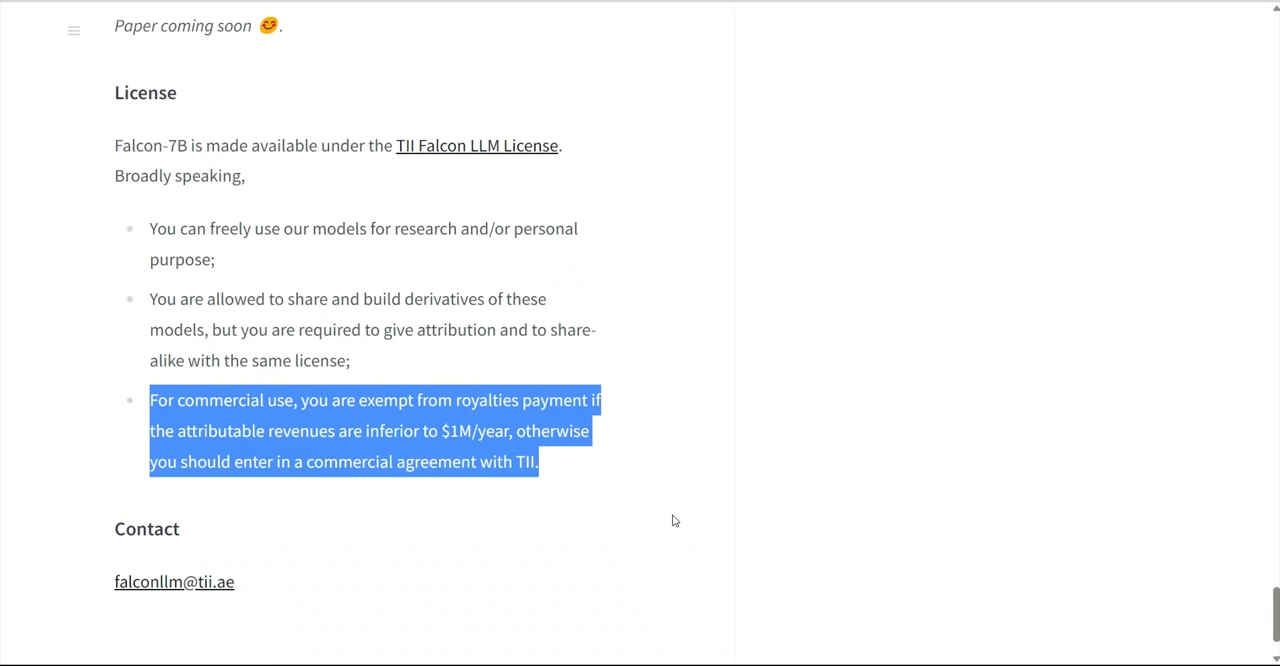 Paper coming soon 😊.
License
Falcon-7B is made available under the TII Falcon LLM License.
Broadly speaking,
You can freely use our models for research and/or personal
purpose;
You are allowed to share and build derivatives of these
models, but you are required to give attribution and to share-
alike with the same license;
For commercial use, you are exempt from royalties payment if
the attributable revenues are inferior to $1M/year, otherwise
you should enter in a commercial agreement with TII.
Contact
falconllm@tii.ae